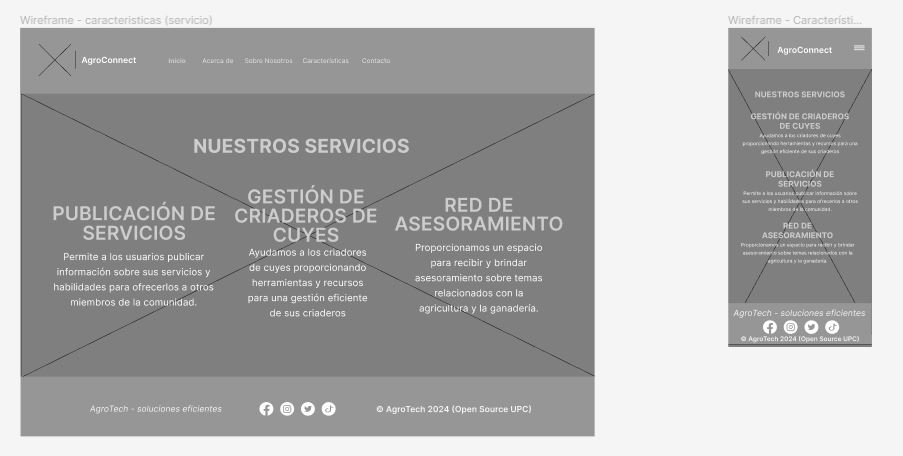 Wireframe - caracteristicas (servicio)
AgroConnect
Inicio Acerca de Sobre Nosotros Características Contacto
NUESTROS SERVICIOS
PUBLICACIÓN DE
SERVICIOS
Permite a los usuarios publicar
información sobre sus servicios y
habilidades para ofrecerlos a otros
miembros de la comunidad.
GESTIÓN DE
CRIADEROS DE
CUYES
Ayudamos a los criadores
de cuyes proporcionando
herramientas y recursos
para una gestión eficiente
de sus criaderos
RED DE
ASESORAMIENTO
Proporcionamos un espacio
para recibir y brindar
asesoramiento sobre temas
relacionados con la
agricultura y la ganadería.
AgroTech - soluciones eficientes
© AgroTech 2024 (Open Source UPC)
Wireframe - Característi...
AgroConnect
NUESTROS SERVICIOS
GESTIÓN DE CRIADEROS
DE CUYES
Ayudamos a los criadores de cuyes
proporcionando herramientas y recursos para una
gestión eficiente de sus criaderos
PUBLICACIÓN DE
SERVICIOS
Permite a los usuarios publicar información sobre
sus servicios y habilidades para ofrecerlos a otros
miembros de la comunidad.
RED DE
ASESORAMIENTO
Proporcionamos un espacio para recibir y brindar
asesoramiento sobre temas relacionados con la
agricultura y la ganadería.
AgroTech - soluciones eficientes
© AgroTech 2024 (Open Source UPC)